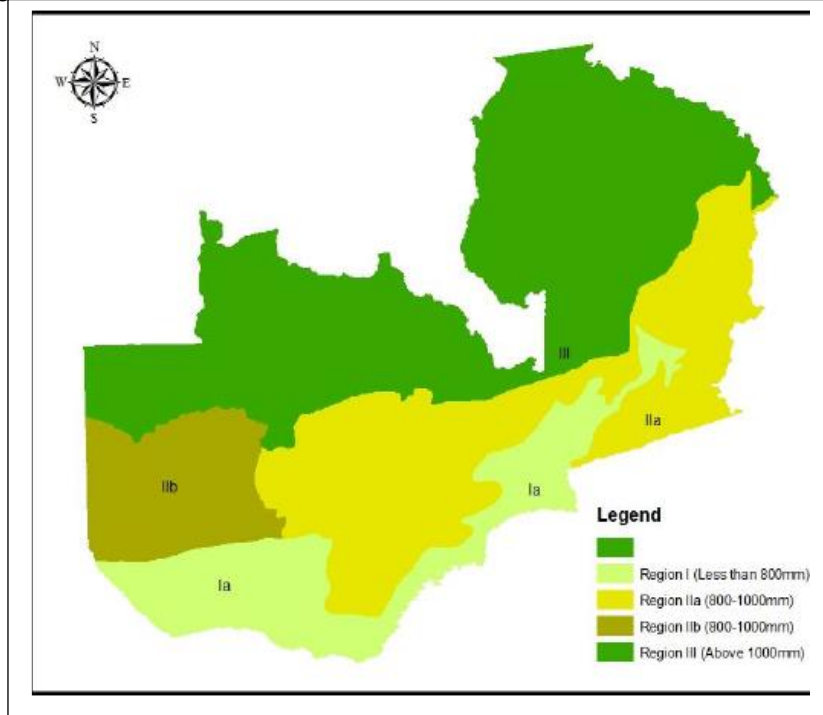 N
W E
S
III
IIa
IIb
Ia
Ia
Legend
Region I (Less than 800mm)
Region IIa (800-1000mm)
Region IIb (800-1000mm)
Region III (Above 1000mm)